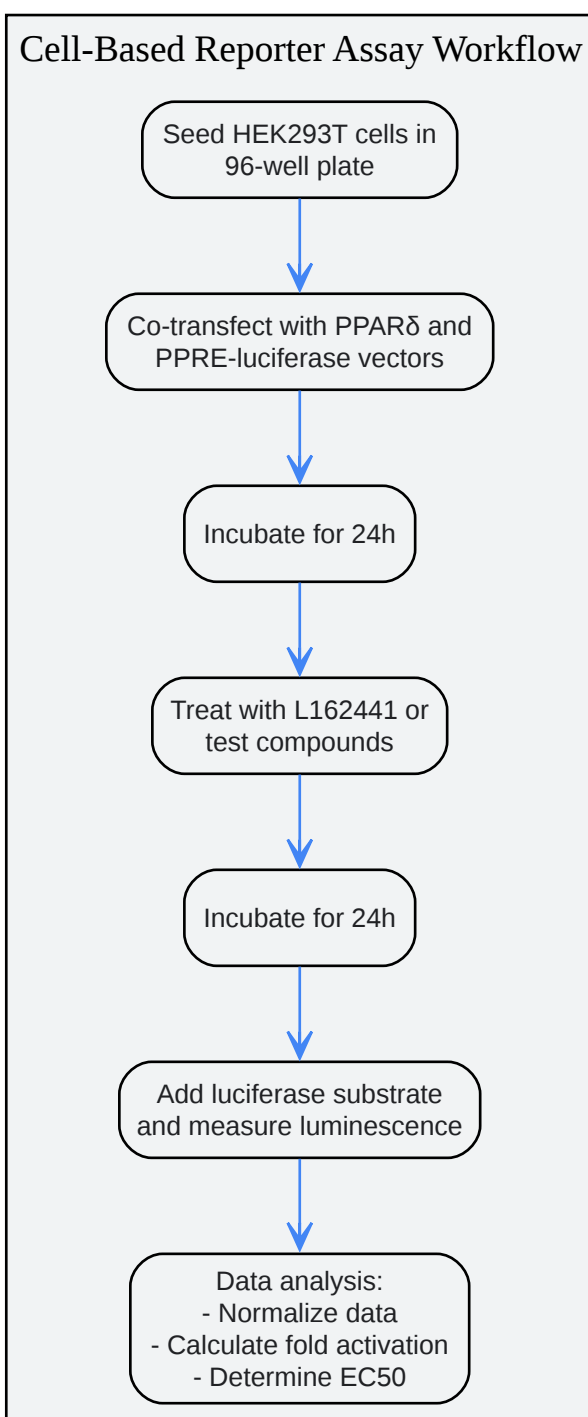 Cell-Based Reporter Assay Workflow
Seed HEK293T cells in
96-well plate
Co-transfect with PPARδ and
PPRE-luciferase vectors
Incubate for 24h
Treat with L162441 or
test compounds
Incubate for 24h
Add luciferase substrate
and measure luminescence
Data analysis:
- Normalize data
- Calculate fold activation
- Determine EC50